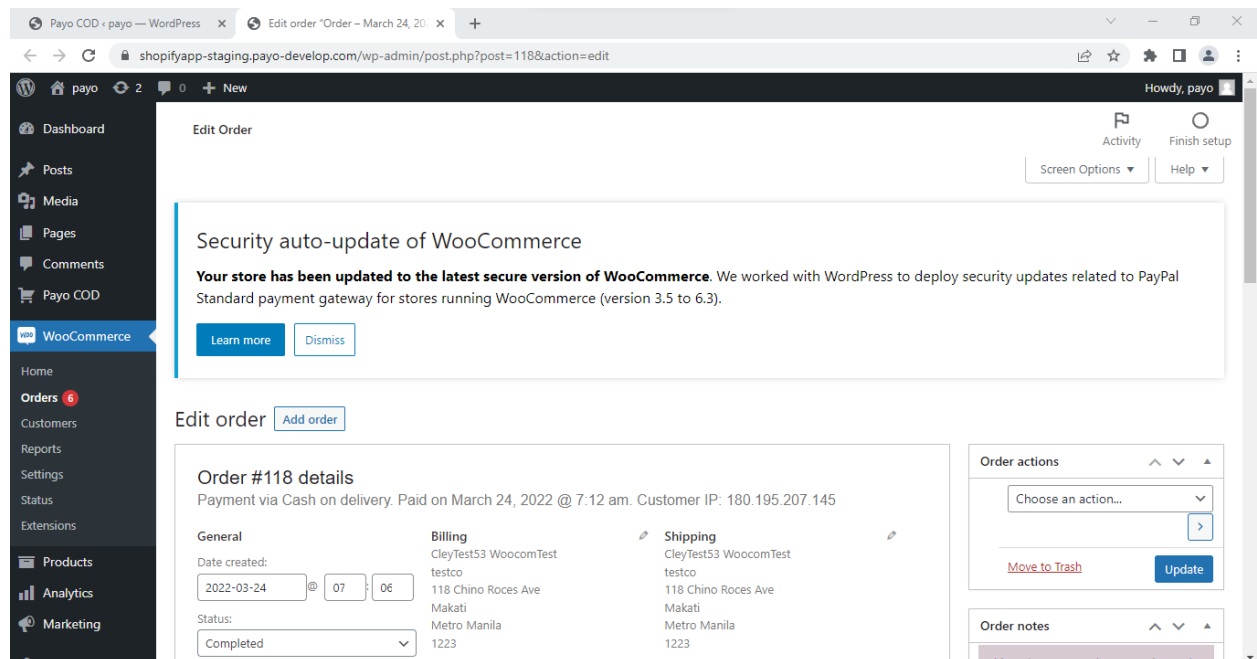 Payo COD ‹ payo — WordPress
Edit order "Order – March 24, 20
shopifyapp-staging.payo-develop.com/wp-admin/post.php?post=118&action=edit
payo 2 0 New Howdy, payo
Dashboard
Posts
Media
Pages
Comments
Payo COD
WooCommerce
Home
Orders 6
Customers
Reports
Settings
Status
Extensions
Products
Analytics
Marketing
Edit Order
Activity Finish setup
Screen Options ▼ Help ▼
Security auto-update of WooCommerce
Your store has been updated to the latest secure version of WooCommerce. We worked with WordPress to deploy security updates related to PayPal
Standard payment gateway for stores running WooCommerce (version 3.5 to 6.3).
Learn more Dismiss
Edit order Add order
Order #118 details
Payment via Cash on delivery. Paid on March 24, 2022 @ 7:12 am. Customer IP: 180.195.207.145
General
Date created:
2022-03-24 @ 07 : 06
Status:
Completed
Billing
CleyTest53 WoocomTest
testco
118 Chino Roces Ave
Makati
Metro Manila
1223
Shipping
CleyTest53 WoocomTest
testco
118 Chino Roces Ave
Makati
Metro Manila
1223
Order actions
Choose an action...
Move to Trash Update
Order notes